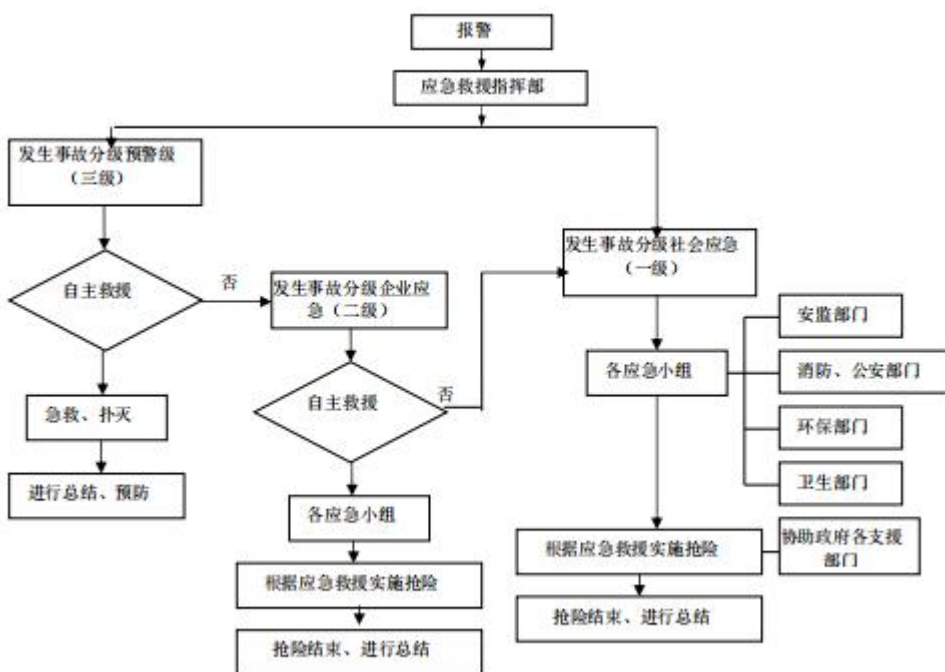 报警
应急救援指挥部
发生事故分级预警级
（三级）
发生事故分级社会应急
（一级）
自主救援
否
发生事故分级企业应
急（二级）
安监部门
各应急小组
消防、公安部门
否
自主救援
急救、扑灭
环保部门
卫生部门
进行总结、预防
各应急小组
根据应急救援实施抢险
协助政府各支援
部门
根据应急救援实施抢险
抢险结束、进行总结
抢险结束、进行总结